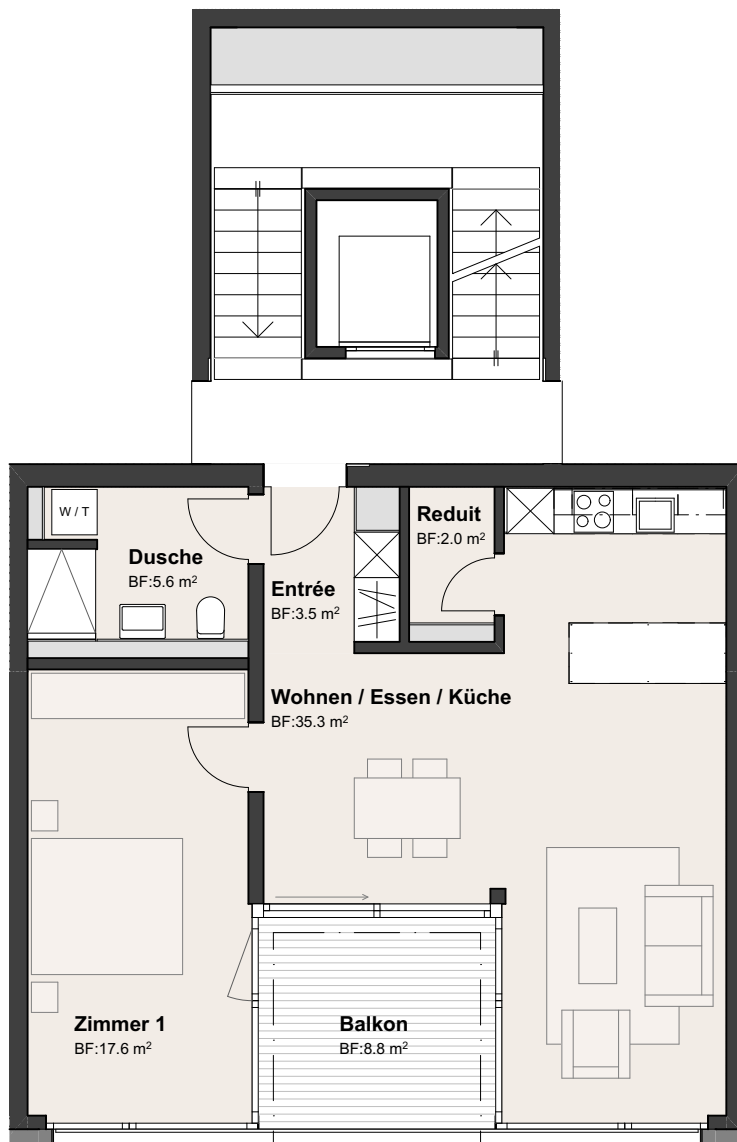 W / T
Dusche
BF:5.6 m²
Entrée
BF:3.5 m²
Reduit
BF:2.0 m²
Wohnen / Essen / Küche
BF:35.3 m²
Zimmer 1
BF:17.6 m²
Balkon
BF:8.8 m²